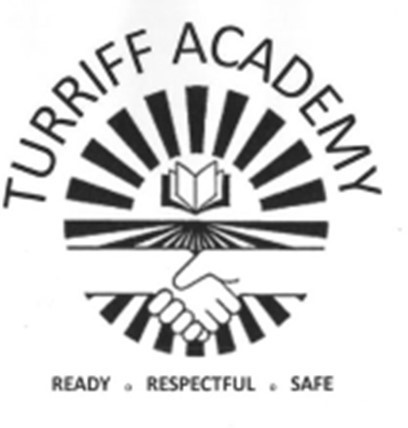 TURRIFF ACADEMY
READY • RESPECTFUL • SAFE